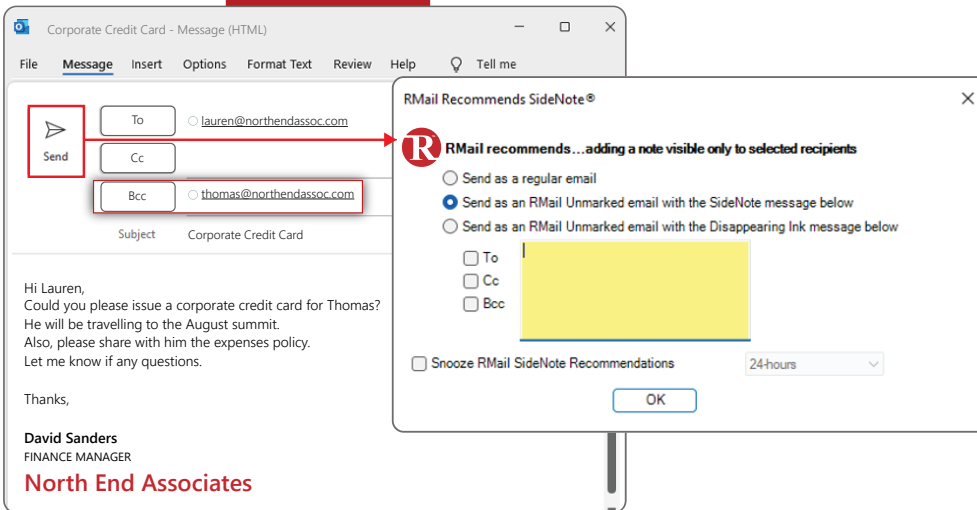 Corporate Credit Card - Message (HTML)
File Message Insert Options Format Text Review Help Tell me
Send
To lauren@northendassoc.com
Cc
Bcc thomas@northendassoc.com
Subject Corporate Credit Card
Hi Lauren,
Could you please issue a corporate credit card for Thomas?
He will be travelling to the August summit.
Also, please share with him the expenses policy.
Let me know if any questions.
Thanks,
David Sanders
FINANCE MANAGER
North End Associates
RMail Recommends SideNote®
R
RMail recommends...adding a note visible only to selected recipients
Send as a regular email
Send as an RMail Unmarked email with the SideNote message below
Send as an RMail Unmarked email with the Disappearing Ink message below
To
Cc
Bcc
Snooze RMail SideNote Recommendations 24-hours
OK